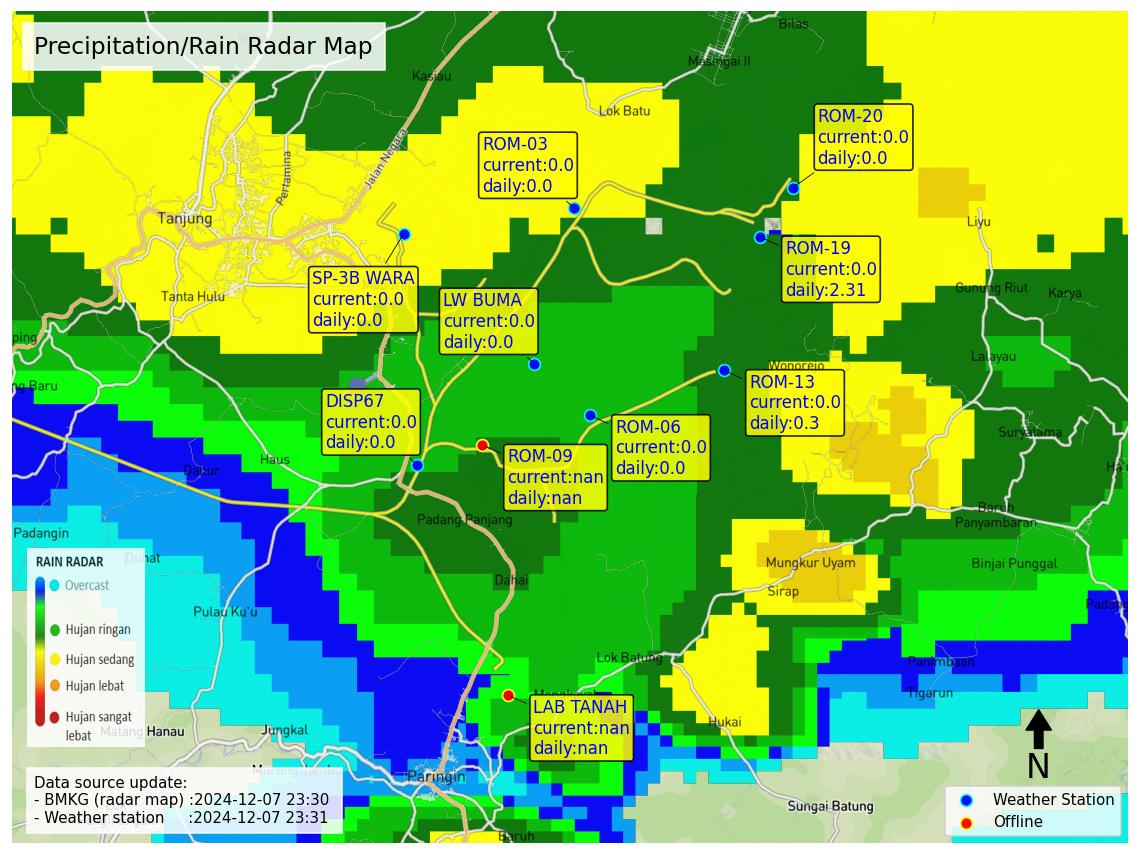 Precipitation/Rain Radar Map
Bilas
Masingai II
Kasiau
Lok Batu
ROM-20
current:0.0
daily:0.0
ROM-03
current:0.0
daily:0.0
Jalan Negara
Pertamina
Tanjung
Liyu
ROM-19
current:0.0
daily:2.31
SP-3B WARA
current:0.0
daily:0.0
Tanta Hulu
LW BUMA
current:0.0
daily:0.0
Gunung Riut
Karya
ping
Lalayau
Wonorejo
ng Baru
ROM-13
current:0.0
daily:0.3
DISP67
current:0.0
daily:0.0
ROM-06
current:0.0
daily:0.0
Suryatama
Haus
Dahur
ROM-09
current:nan
daily:nan
Baruh
Panyambaran
Padang Panjang
Padangin
Mungkur Uyam
Binjai Punggal
Dahai
Sirap
Pulau Ku'u
Padang
Lok Batung
Panimbaan
Tigarun
LAB TANAH
current:nan
daily:nan
Hukai
Jungkal
Matang Hanau
Paringin
Sungai Batung
Baruh
RAIN RADAR
Overcast
Hujan ringan
Hujan sedang
Hujan lebat
Hujan sangat
lebat
N
Data source update:
- BMKG (radar map) :2024-12-07 23:30
- Weather station :2024-12-07 23:31
Weather Station
Offline